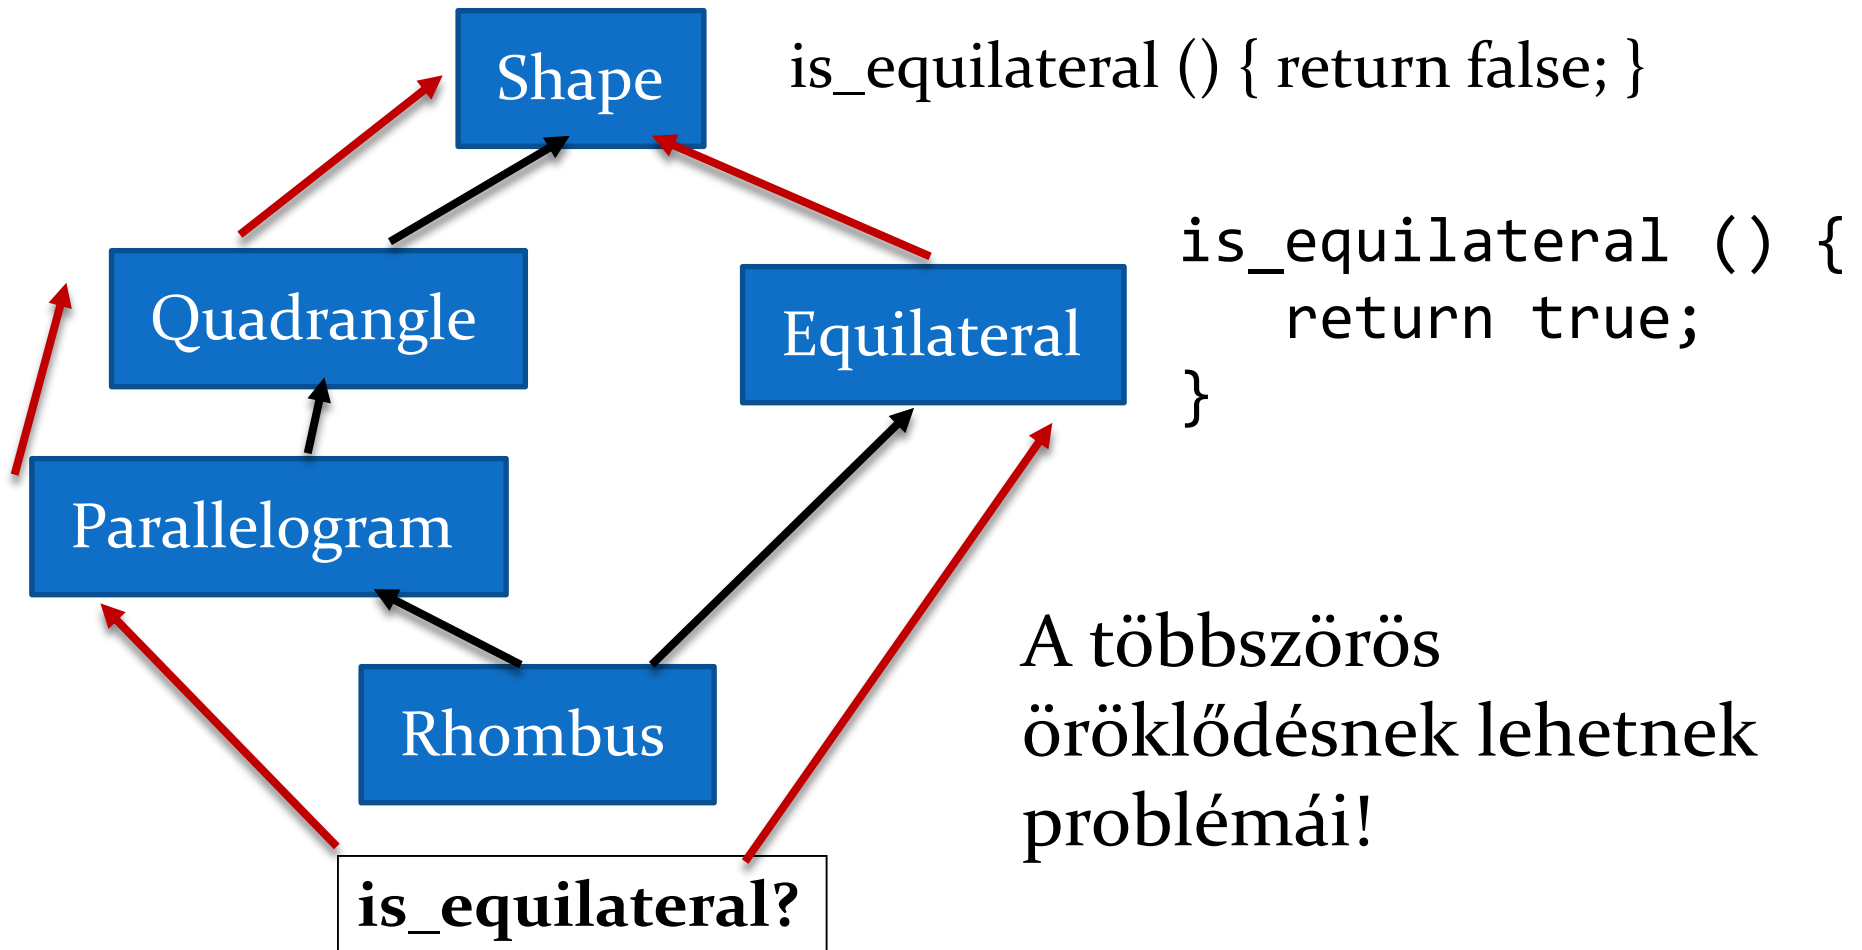 Shape
is_equilateral () { return false; }
Quadrangle
Equilateral
is_equilateral () {
return true;
}
Parallelogram
Rhombus
A többszörös
öröklődésnek lehetnek
problémái!
is_equilateral?